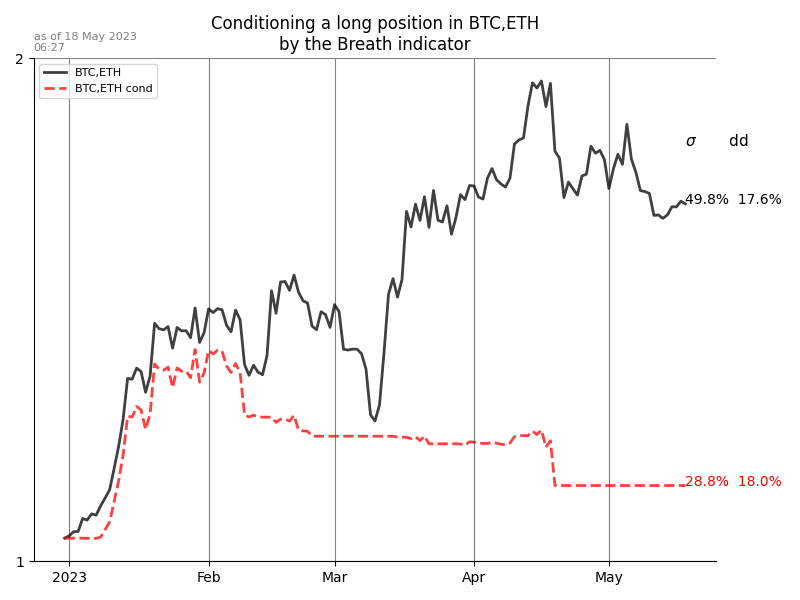 Conditioning a long position in BTC,ETH
by the Breath indicator
as of 18 May 2023
06:27
2
BTC,ETH
BTC,ETH cond
σ dd
49.8% 17.6%
28.8% 18.0%
1
2023 Feb Mar Apr May